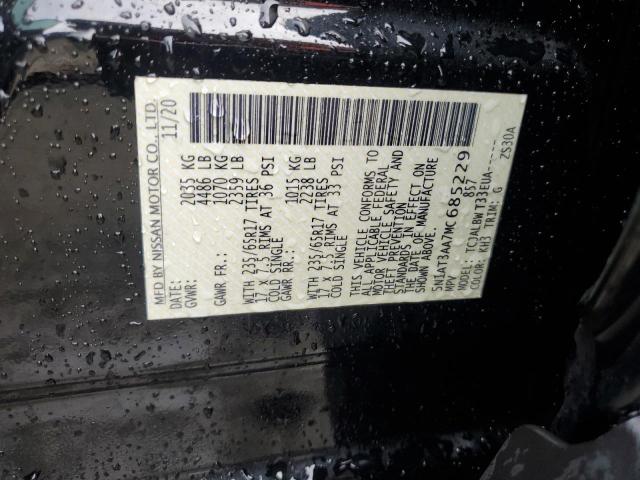 MFD BY NISSAN MOTOR CO., LTD.
DATE: 11/20
GVWR: 2035 KG
4486 LB
GAWR FR.: 1070 KG
2359 LB
WITH 235/65R17 TIRES
17 X 7.5 RIMS AT 36 PSI
COLD SINGLE
GAWR RR.: 1015 KG
2238 LB
WITH 235/65R17 TIRES
17 X 7.5 RIMS AT 33 PSI
COLD SINGLE
THIS VEHICLE CONFORMS TO
ALL APPLICABLE FEDERAL
MOTOR VEHICLE SAFETY AND
THEFT PREVENTION
STANDARDS IN EFFECT ON
THE DATE OF MANUFACTURE
SHOWN ABOVE.
5N1AT3AA7MC685229
MPV 852
MODEL: (C)JALBWYT33EUA-----
COLOR: KH3 TRIM: G ZS30A